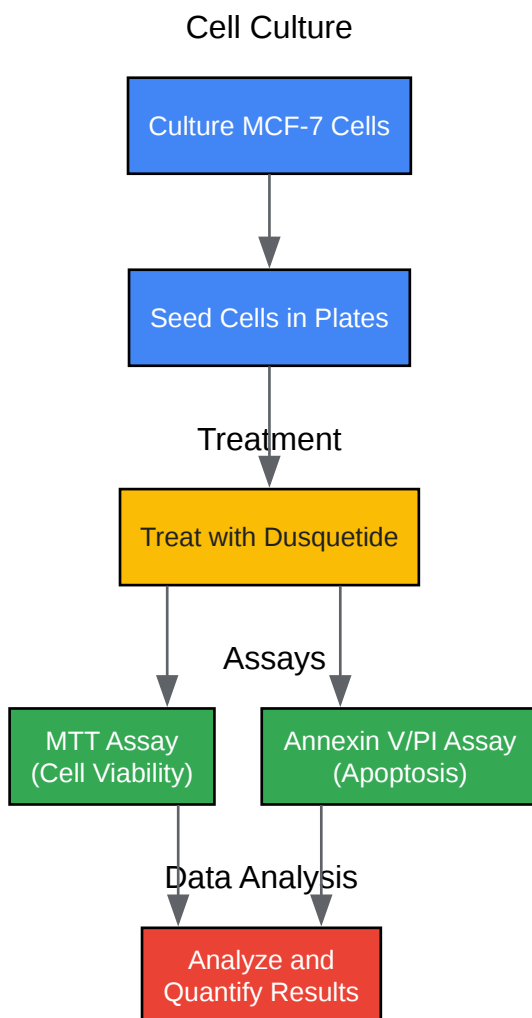 Cell Culture
Culture MCF-7 Cells
Seed Cells in Plates
Treatment
Treat with Dusquetide
Assays
MTT Assay
(Cell Viability)
Annexin V/PI Assay
(Apoptosis)
Data Analysis
Analyze and
Quantify Results